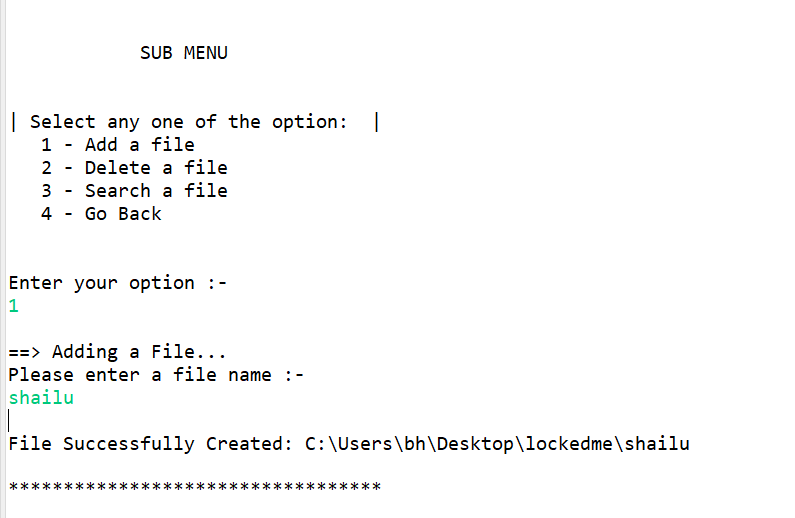 SUB MENU
| Select any one of the option:  |
1 - Add a file
2 - Delete a file
3 - Search a file
4 - Go Back
Enter your option :-
1
==> Adding a File...
Please enter a file name :-
shailu
File Successfully Created: C:\Users\bh\Desktop\lockedme\shailu
**********************************